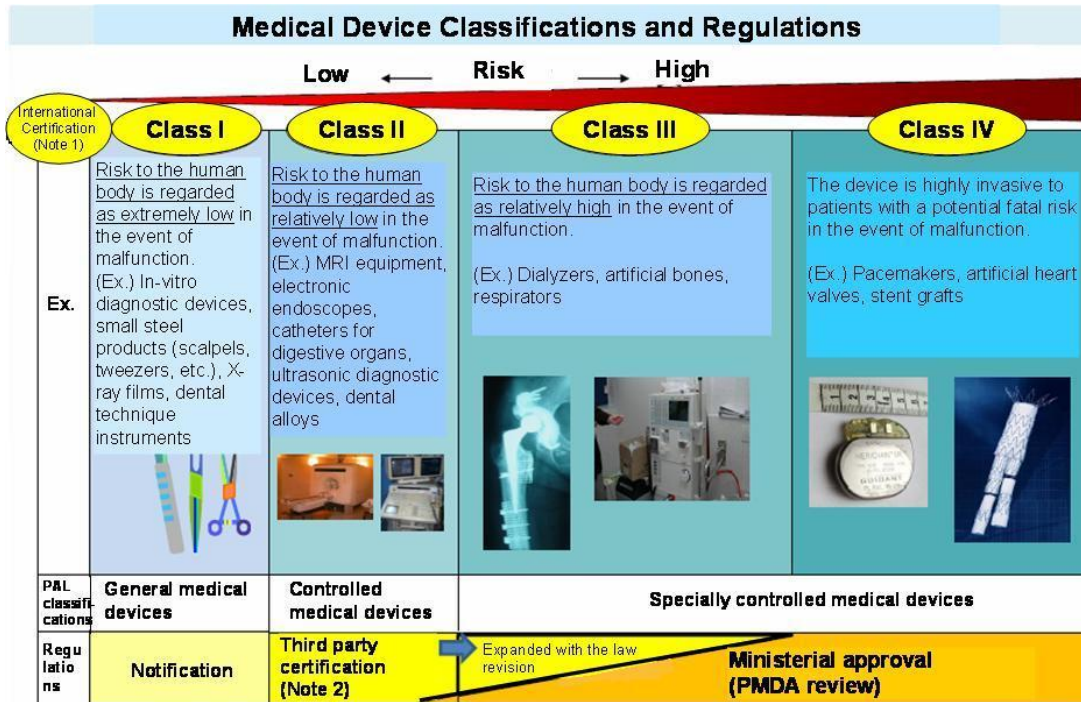 Medical Device Classifications and Regulations
Low
Risk
High
International
Certification
(Note 1)
Class I
Class II
Class III
Class IV
Ex.
Risk to the human
body is regarded
as extremely low in
the event of
malfunction.
(Ex.) In-vitro
diagnostic devices,
small steel
products (scalpels,
tweezers, etc.), X-
ray films, dental
technique
instruments
Risk to the human
body is regarded as
relatively low in the
event of malfunction.
(Ex.) MRI equipment,
electronic
endoscopes,
catheters for
digestive organs,
ultrasonic diagnostic
devices, dental
alloys
Risk to the human body is regarded
as relatively high in the event of
malfunction.
(Ex.) Dialyzers, artificial bones,
respirators
The device is highly invasive to
patients with a potential fatal risk
in the event of malfunction.
(Ex.) Pacemakers, artificial heart
valves, stent grafts
PAL
classifi-
cations
General medical
devices
Controlled
medical devices
Specially controlled medical devices
Regu
latio
ns
Notification
Third party
certification
(Note 2)
Expanded with the law
revision
Ministerial approval
(PMDA review)